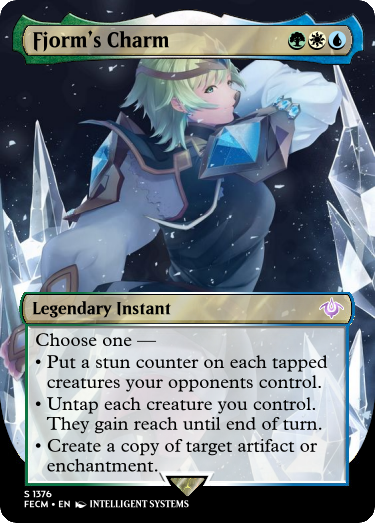 Fjorm's Charm
Legendary Instant
Choose one —
• Put a stun counter on each tapped
creatures your opponents control.
• Untap each creature you control.
They gain reach until end of turn.
• Create a copy of target artifact or
enchantment.
S 1376
FECM • EN INTELLIGENT SYSTEMS